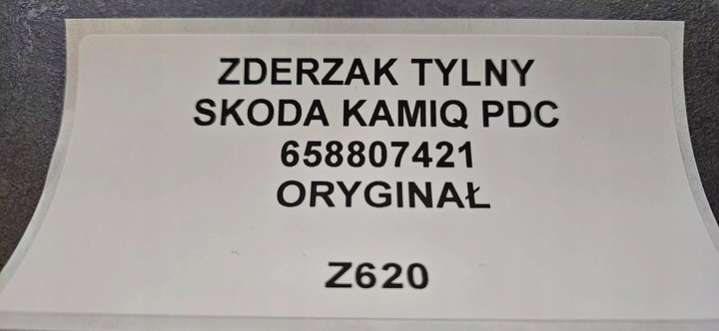 ZDERZAK TYLNY
SKODA KAMIQ PDC
658807421
ORYGINAŁ
Z620